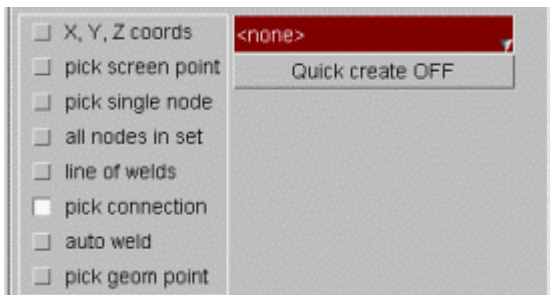 X, Y, Z coords
<none>
pick screen point
Quick create OFF
pick single node
all nodes in set
line of welds
pick connection
auto weld
pick geom point